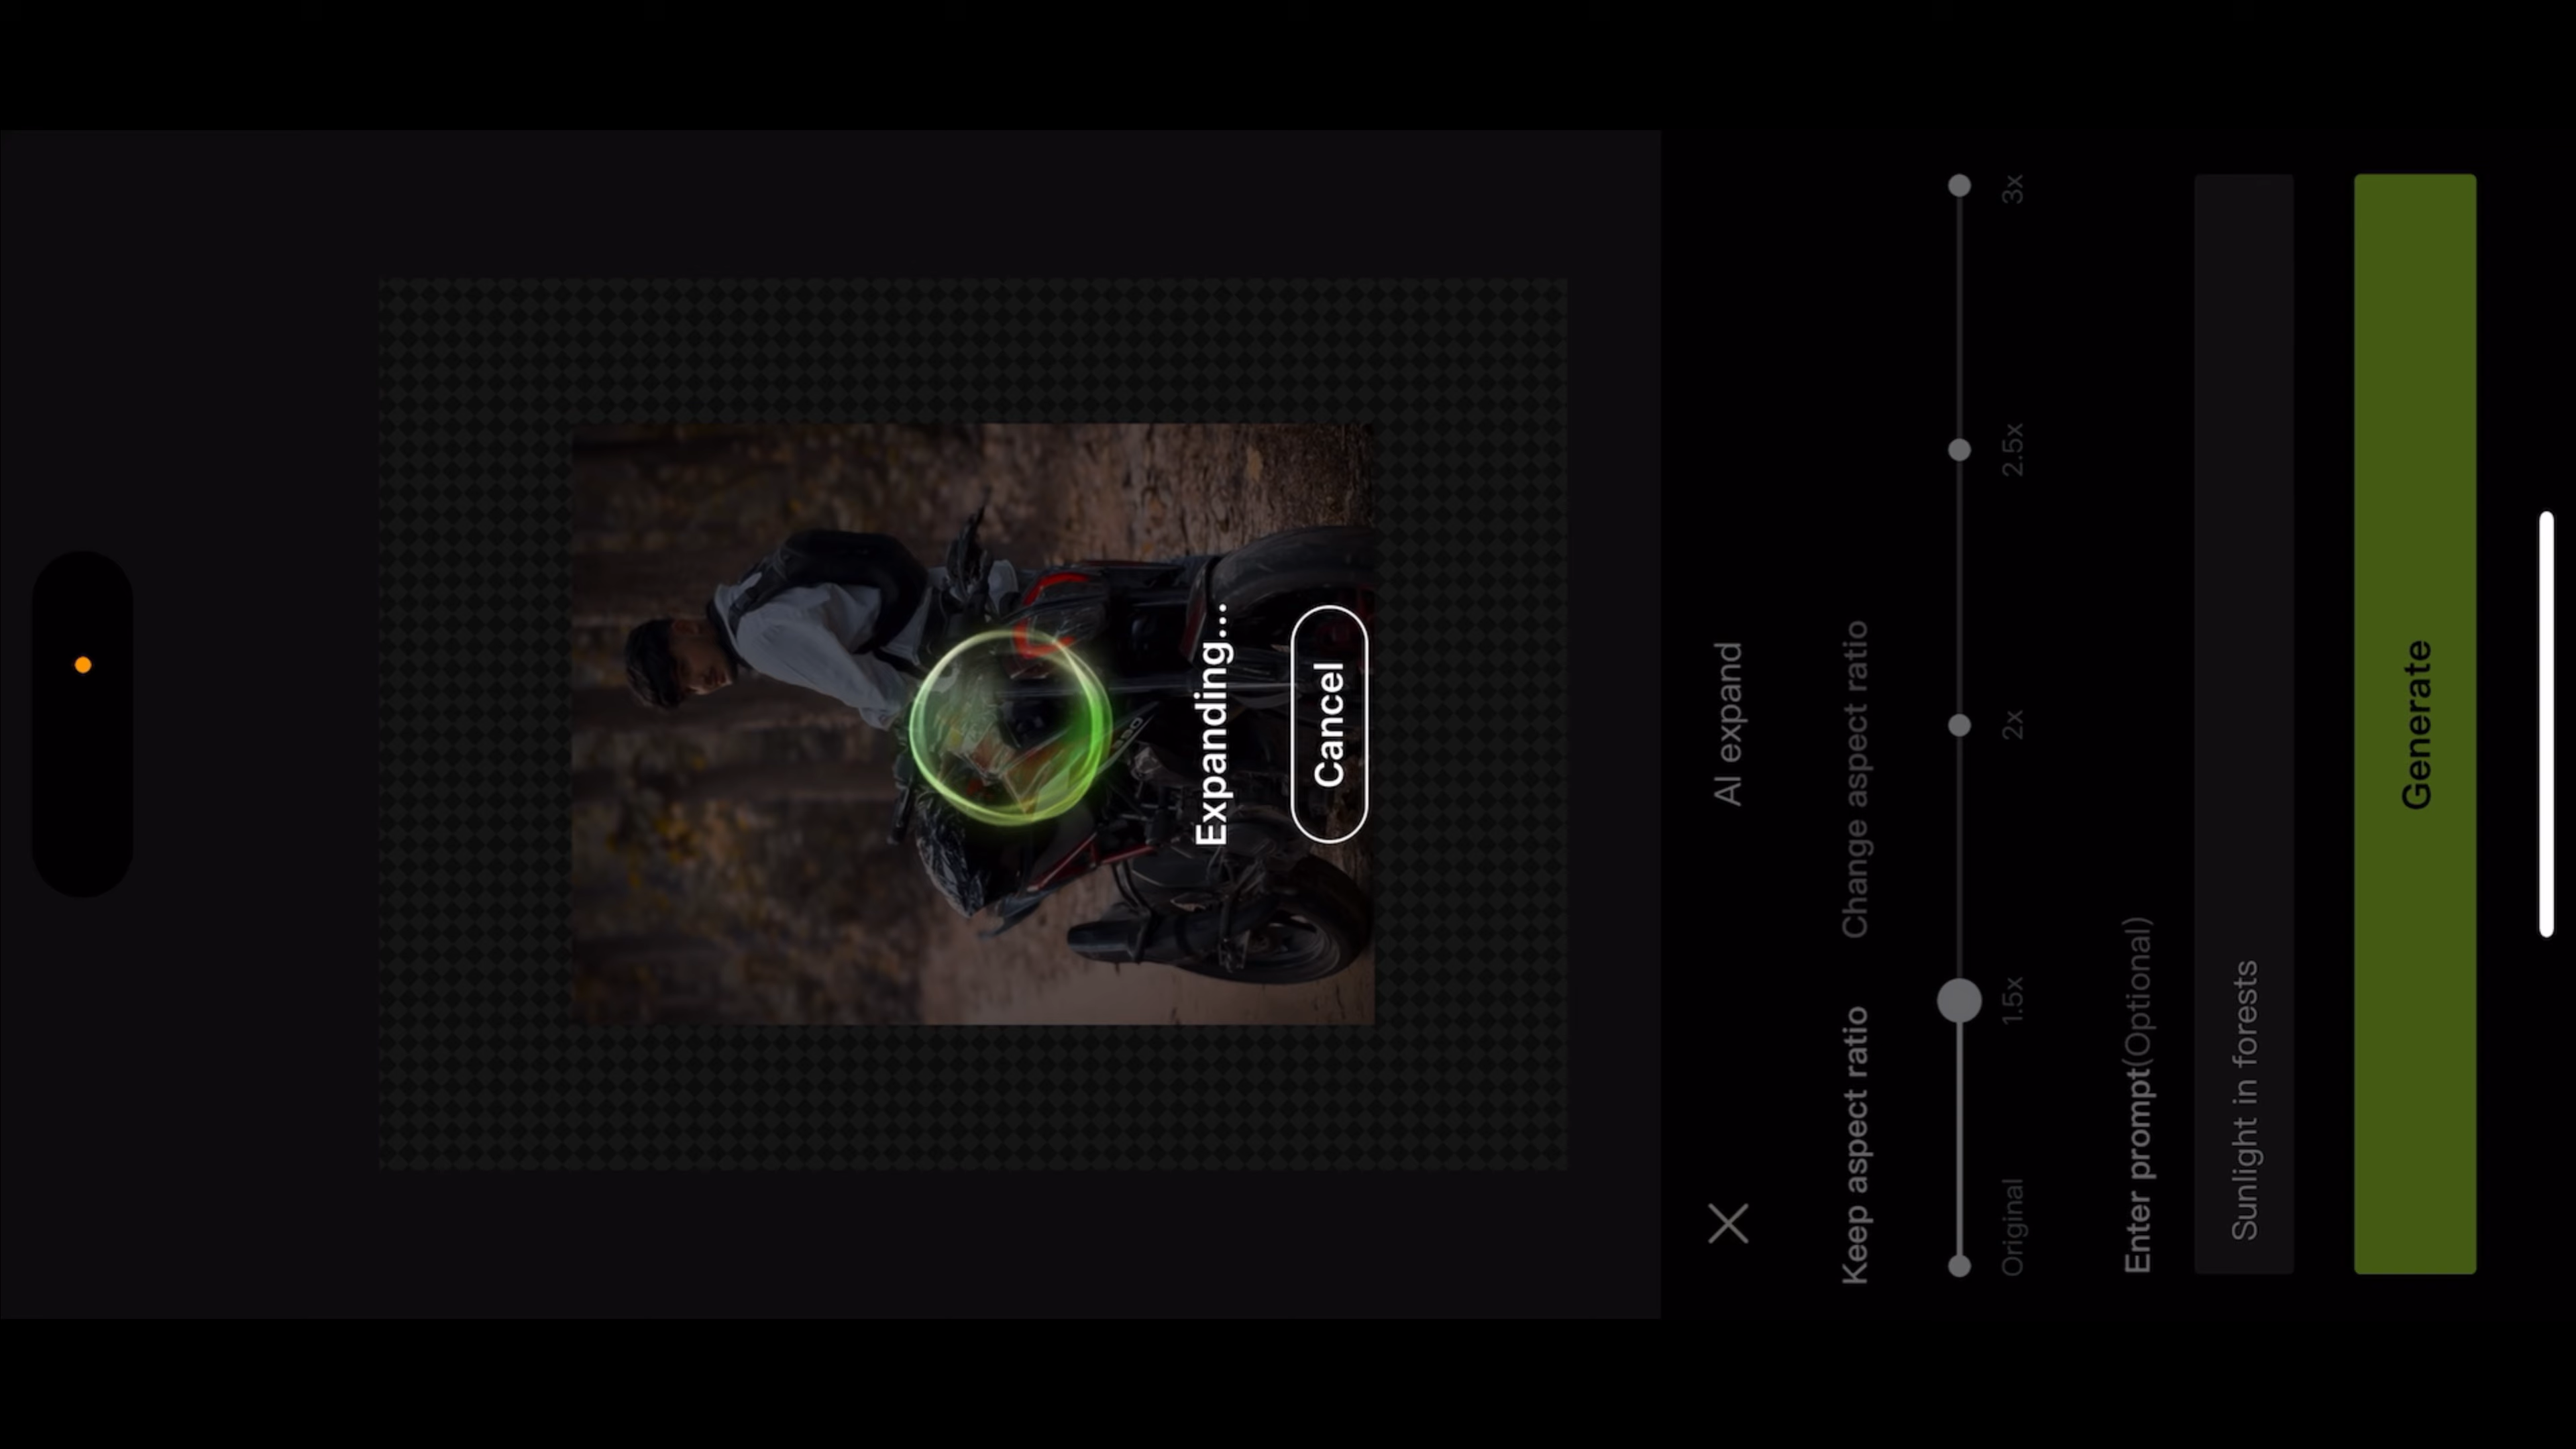 Expanding...
Cancel
AI expand
Keep aspect ratio
Change aspect ratio
Original
1.5x
2x
2.5x
3x
Enter prompt(Optional)
Sunlight in forests
Generate